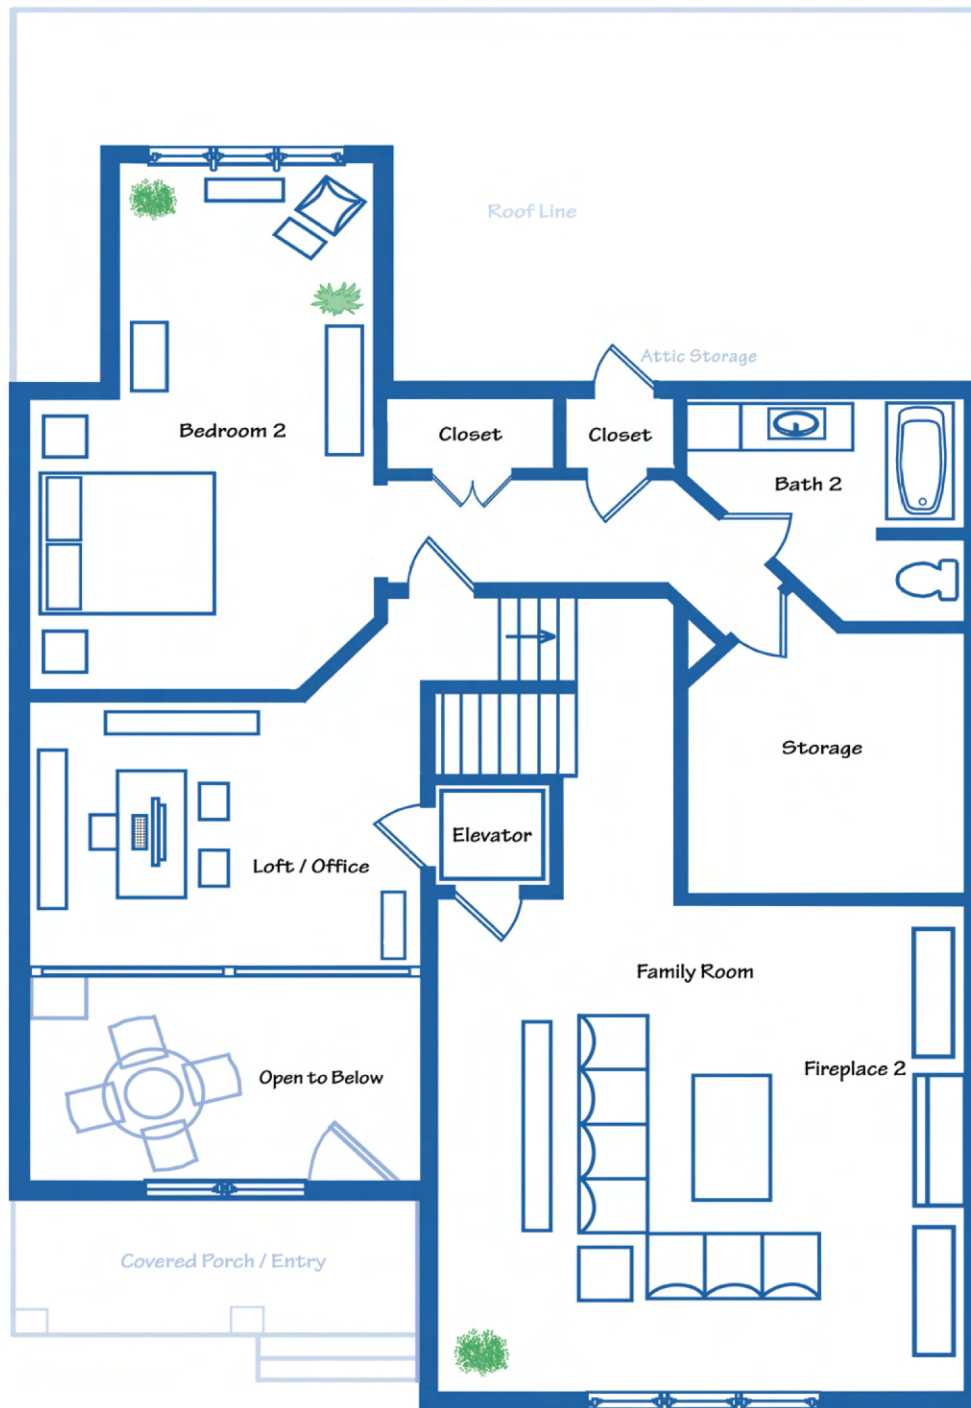 Roof Line
Attic Storage
Bedroom 2
Closet
Closet
Bath 2
Storage
Elevator
Loft / Office
Family Room
Fireplace 2
Open to Below
Covered Porch / Entry